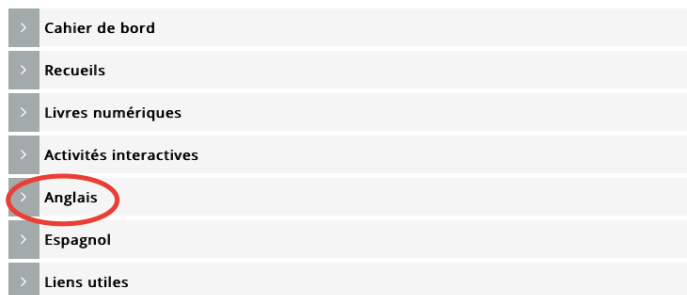 Cahier de bord
Recueils
Livres numériques
Activités interactives
Anglais
Espagnol
Liens utiles